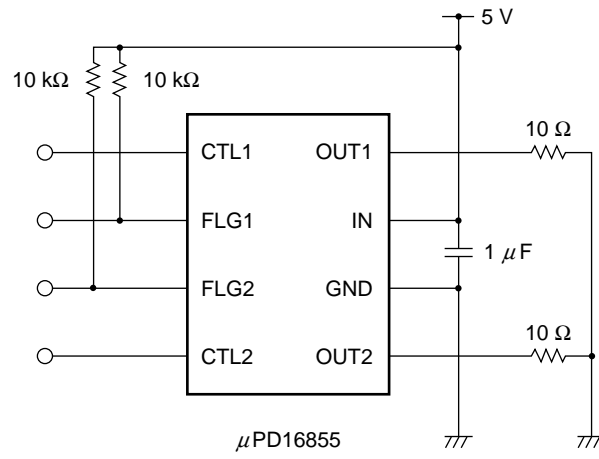 5 V
10 kΩ 10 kΩ
10 Ω
CTL1 OUT1
FLG1 IN
1 μF
FLG2 GND
10 Ω
CTL2 OUT2
μPD16855